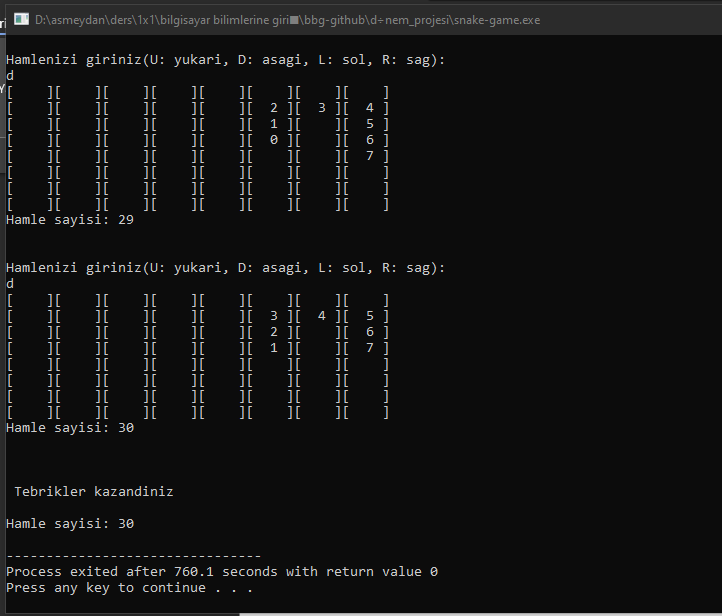 D:\asmeydan\ders\1x1\bilgisayar bilimlerine giri■\bbg-github\d÷nem_projesi\snake-game.exe
Hamlenizi giriniz(U: yukari, D: asagi, L: sol, R: sag):
d
[    ][    ][    ][    ][    ][    ][    ][    ]
[    ][    ][    ][    ][    ][  2 ][  3 ][  4 ]
[    ][    ][    ][    ][    ][  1 ][    ][  5 ]
[    ][    ][    ][    ][    ][  0 ][    ][  6 ]
[    ][    ][    ][    ][    ][    ][    ][  7 ]
[    ][    ][    ][    ][    ][    ][    ][    ]
[    ][    ][    ][    ][    ][    ][    ][    ]
[    ][    ][    ][    ][    ][    ][    ][    ]
Hamle sayisi: 29
Hamlenizi giriniz(U: yukari, D: asagi, L: sol, R: sag):
d
[    ][    ][    ][    ][    ][    ][    ][    ]
[    ][    ][    ][    ][    ][  3 ][  4 ][  5 ]
[    ][    ][    ][    ][    ][  2 ][    ][  6 ]
[    ][    ][    ][    ][    ][  1 ][    ][  7 ]
[    ][    ][    ][    ][    ][    ][    ][    ]
[    ][    ][    ][    ][    ][    ][    ][    ]
[    ][    ][    ][    ][    ][    ][    ][    ]
[    ][    ][    ][    ][    ][    ][    ][    ]
Hamle sayisi: 30
Tebrikler kazandiniz
Hamle sayisi: 30
--------------------------------
Process exited after 760.1 seconds with return value 0
Press any key to continue . . .